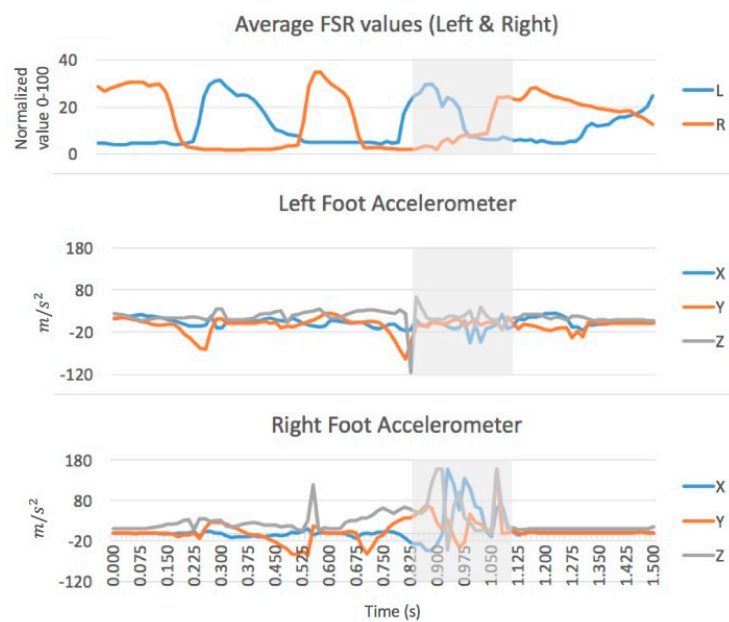 Average FSR values (Left & Right)
Normalized
value 0-100
40
20
0
L
R
Left Foot Accelerometer
m/s²
180
80
-20
-120
X
Y
Z
Right Foot Accelerometer
m/s²
180
80
-20
-120
X
Y
Z
0.000
0.075
0.150
0.225
0.300
0.375
0.450
0.525
0.600
0.675
0.750
0.825
0.900
0.975
1.050
1.125
1.200
1.275
1.350
1.425
1.500
Time (s)